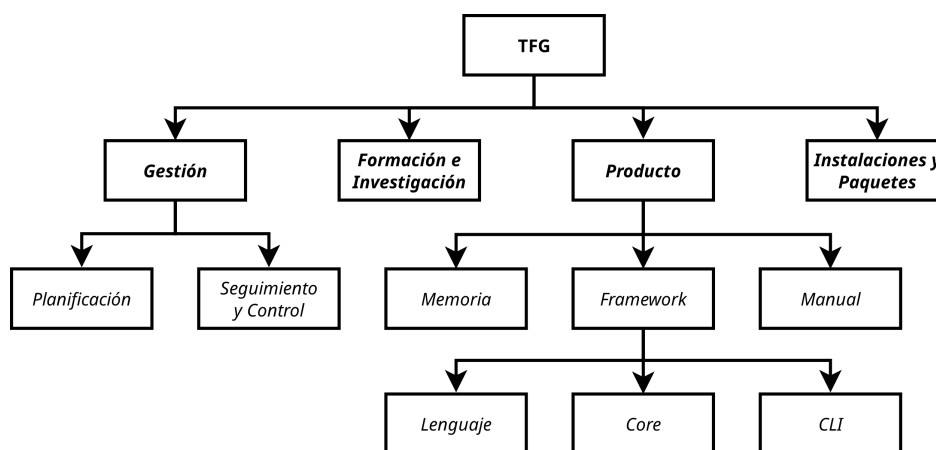 TFG
Gestión
Formación e
Investigación
Producto
Instalaciones y
Paquetes
Planificación
Seguimiento
y Control
Memoria
Framework
Manual
Lenguaje
Core
CLI